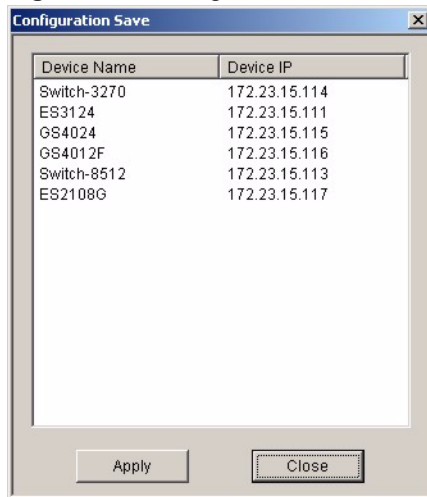 Configuration Save
Device Name Device IP
Switch-3270 172.23.15.114
ES3124 172.23.15.111
GS4024 172.23.15.115
GS4012F 172.23.15.116
Switch-8512 172.23.15.113
ES2108G 172.23.15.117
Apply Close